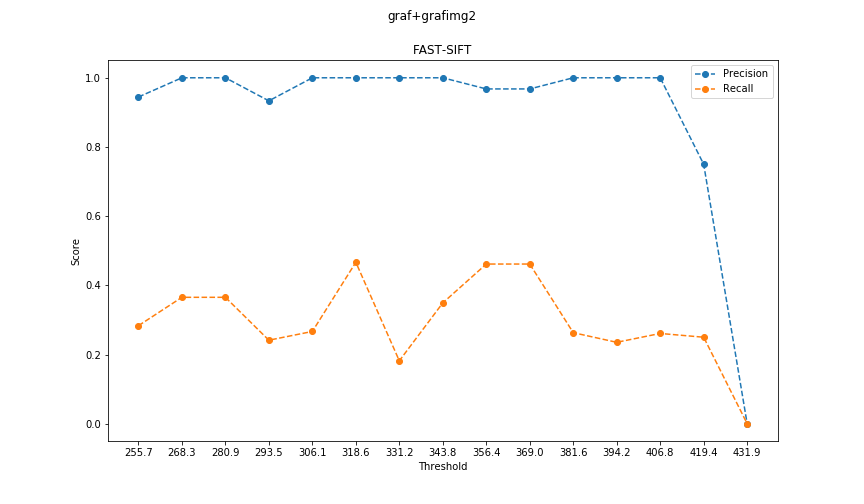 graf+grafimg2
FAST-SIFT
Precision
Recall
1.0
0.8
0.6
0.4
0.2
0.0
Score
255.7 268.3 280.9 293.5 306.1 318.6 331.2 343.8 356.4 369.0 381.6 394.2 406.8 419.4 431.9
Threshold